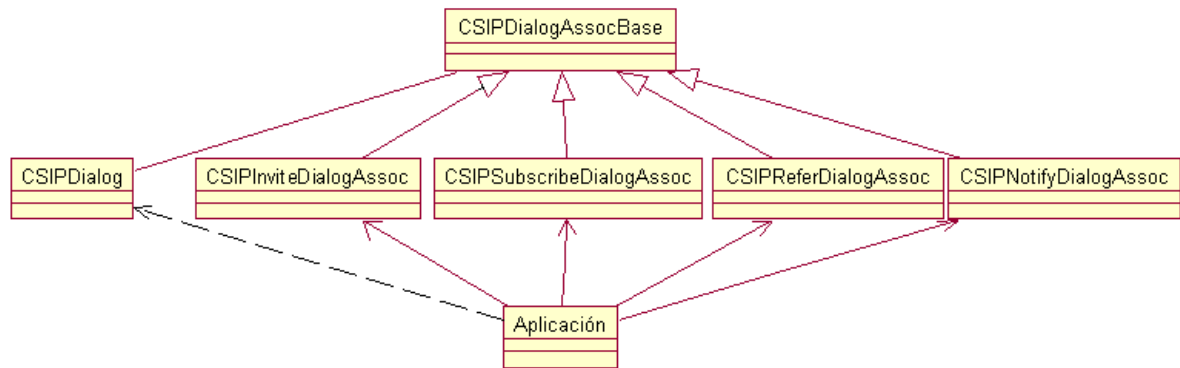 CSIPDialogAssocBase
CSIPDialog
CSIPInviteDialogAssoc
CSIPSubscribeDialogAssoc
CSIPReferDialogAssoc
CSIPNotifyDialogAssoc
Aplicación